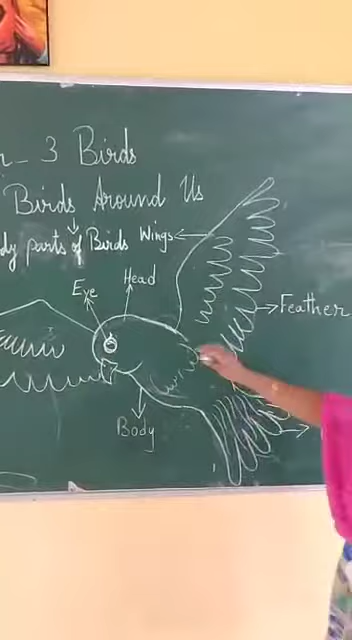 3 Birds
Birds Around Us
parts of Birds
Wings
Head
Eye
Feather
Body